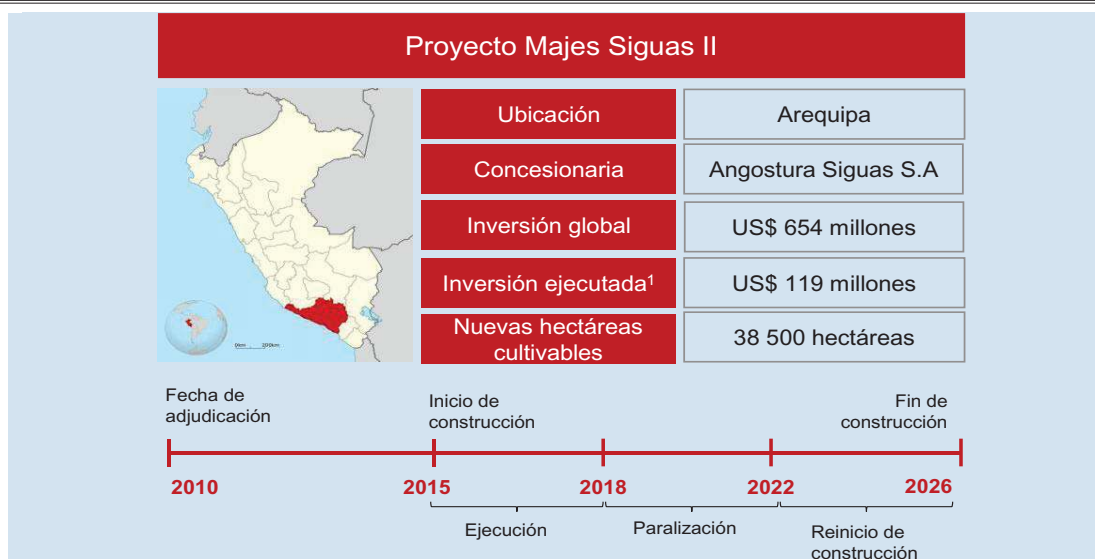 Proyecto Majes Siguas II
Ubicación
Arequipa
Concesionaria
Angostura Siguas S.A
Inversión global
US$ 654 millones
Inversión ejecutada¹
US$ 119 millones
Nuevas hectáreas
cultivables
38 500 hectáreas
0km 200km
Fecha de
adjudicación
Inicio de
construcción
Fin de
construcción
2010
2015
2018
2022
2026
Ejecución
Paralización
Reinicio de
construcción